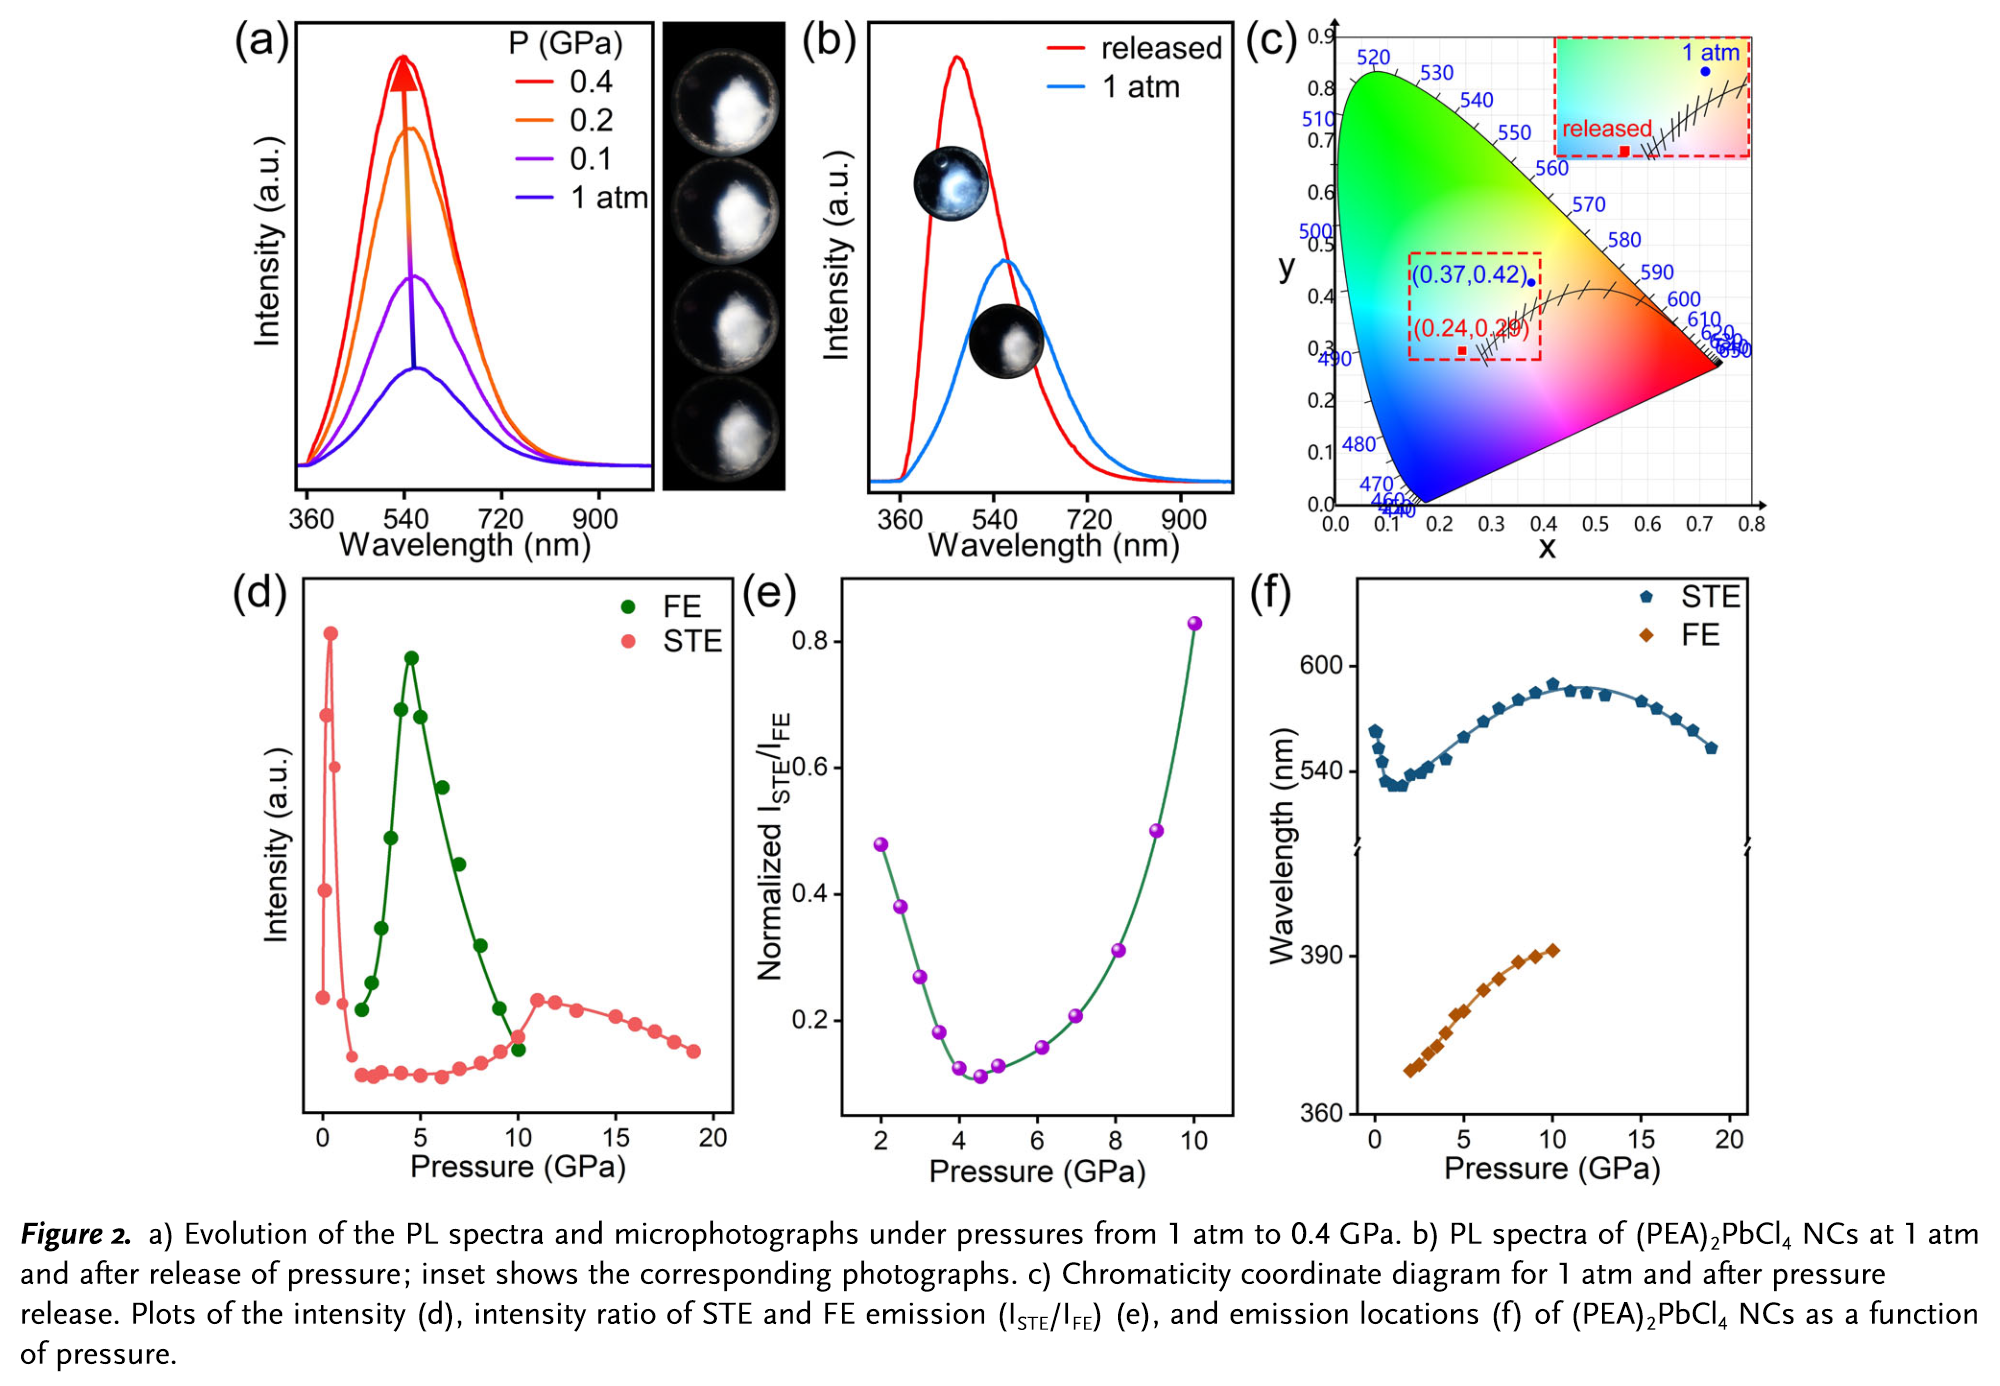 (a)
P (GPa)
0.4
0.2
0.1
1 atm
Intensity (a.u.)
360 540 720 900
Wavelength (nm)
(b)
released
1 atm
Intensity (a.u.)
360 540 720 900
Wavelength (nm)
(c)
0.9
0.8
0.7
0.6
0.5
0.4
0.3
0.2
0.1
0.0
y
0.0 0.1 0.2 0.3 0.4 0.5 0.6 0.7 0.8
x
520
530
540
550
560
570
580
590
600
610
620
510
500
490
480
470
460
1 atm
released
(0.37,0.42)
(0.24,0.29)
(d)
FE
STE
Intensity (a.u.)
0 5 10 15 20
Pressure (GPa)
(e)
0.8
0.6
0.4
0.2
Normalized I_STE/I_FE
2 4 6 8 10
Pressure (GPa)
(f)
STE
FE
600
540
390
360
Wavelength (nm)
0 5 10 15 20
Pressure (GPa)
Figure 2. a) Evolution of the PL spectra and microphotographs under pressures from 1 atm to 0.4 GPa. b) PL spectra of (PEA)₂PbCl₄ NCs at 1 atm
and after release of pressure; inset shows the corresponding photographs. c) Chromaticity coordinate diagram for 1 atm and after pressure
release. Plots of the intensity (d), intensity ratio of STE and FE emission (I_STE/I_FE) (e), and emission locations (f) of (PEA)₂PbCl₄ NCs as a function
of pressure.